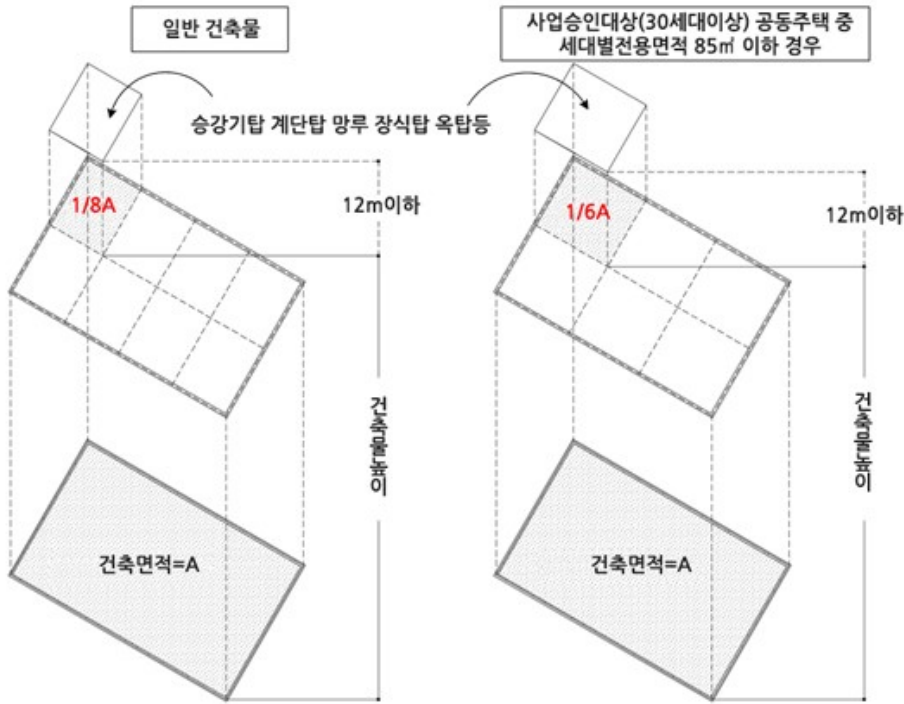 일반 건축물
사업승인대상(30세대이상) 공동주택 중
세대별전용면적 85㎡ 이하 경우
승강기탑 계단탑 망루 장식탑 옥탑등
1/8A
12m이하
1/6A
12m이하
건축물높이
건축물높이
건축면적=A
건축면적=A